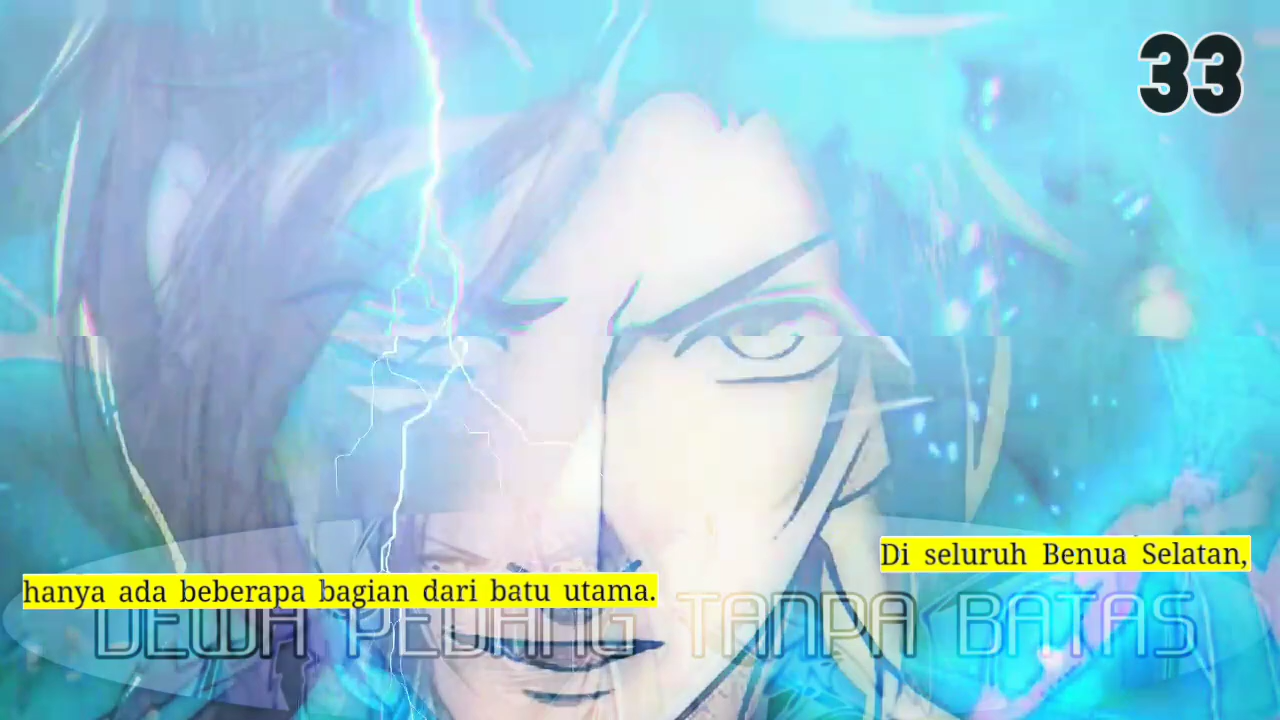 33
Di seluruh Benua Selatan,
hanya ada beberapa bagian dari batu utama.
DEWA PEDANG TANPA BATAS